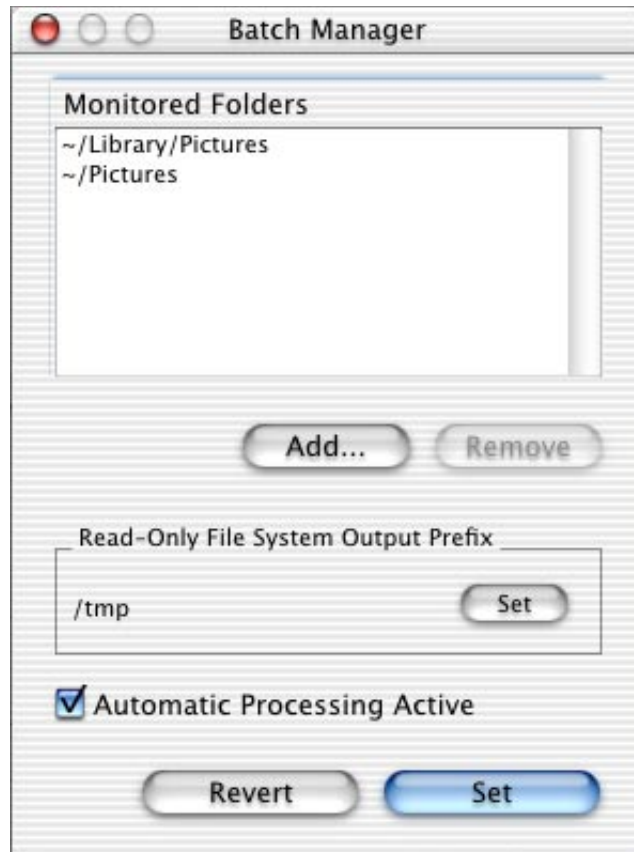 Batch Manager
Monitored Folders
~/Library/Pictures
~/Pictures
Add...
Remove
Read-Only File System Output Prefix
/tmp
Set
Automatic Processing Active
Revert
Set